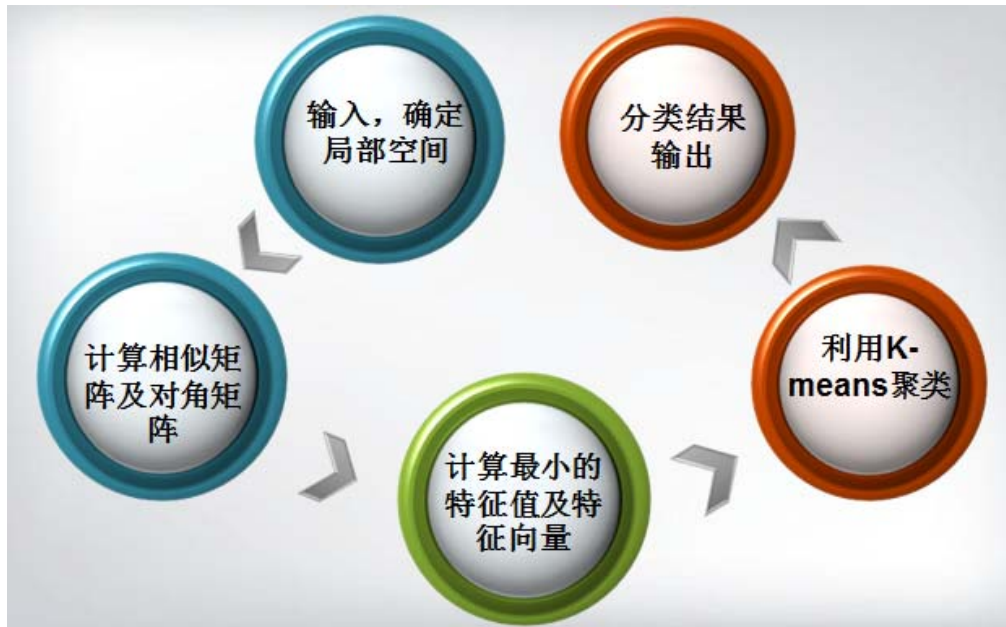 输入，确定
局部空间
计算相似矩
阵及对角矩
阵
计算最小的
特征值及特
征向量
利用K-
means聚类
分类结果
输出